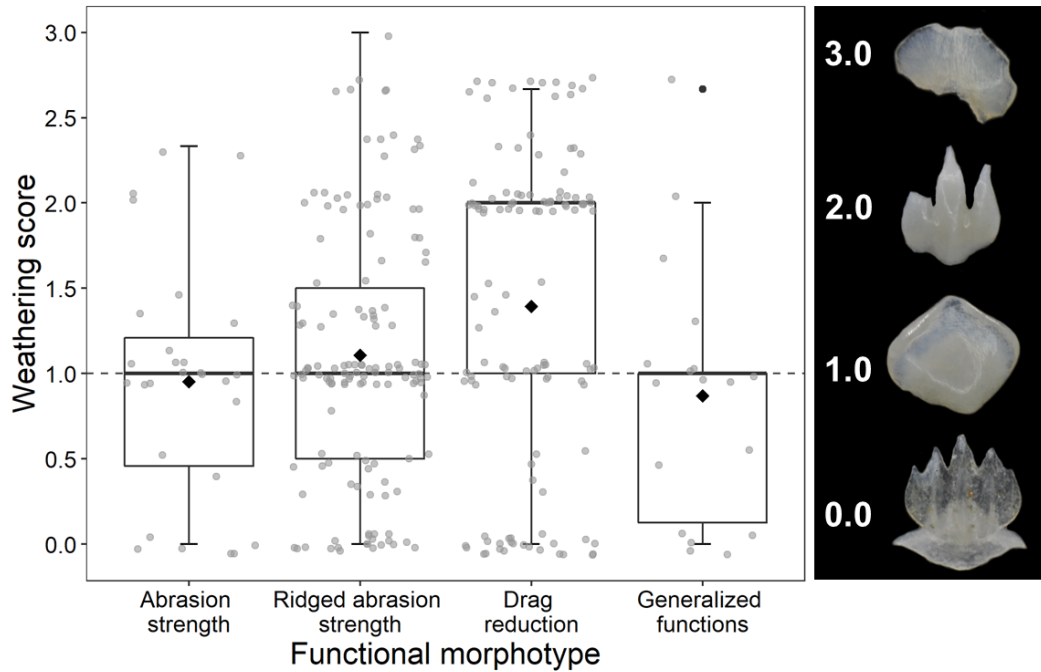 Weathering score
3.0
2.5
2.0
1.5
1.0
0.5
0.0
Abrasion
strength
Ridged abrasion
strength
Drag
reduction
Generalized
functions
Functional morphotype
3.0
2.0
1.0
0.0